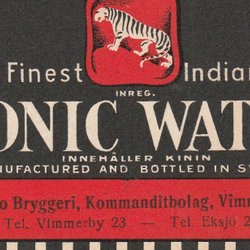 Finest India
INREG.
ONIC WAT
INNEHÅLLER KININ
NUFACTURED AND BOTTLED IN S
o Bryggeri, Kommanditbolag, Vimm
Tel. Vimmerby 23 — Tel. Eksjö 2